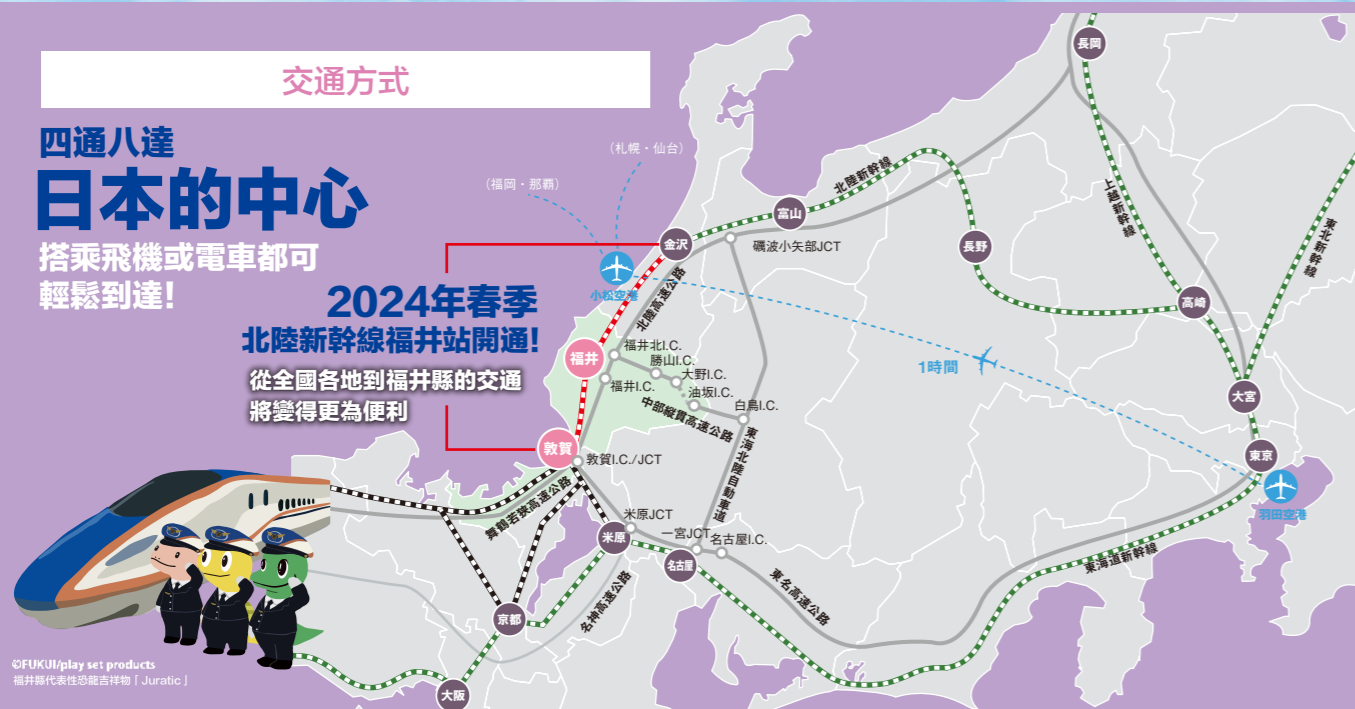 交通方式
四通八達
日本的中心
搭乘飛機或電車都可
輕鬆到達!
2024年春季
北陸新幹線福井站開通!
從全國各地到福井縣的交通
將變得更為便利
(札幌・仙台)
(福岡・那覇)
小松空港
金沢
富山
北陸新幹線
長野
長岡
上越新幹線
東北新幹線
高崎
大宮
東京
羽田空港
1時間
礪波小矢部JCT
北陸高速公路
福井
福井北I.C.
勝山I.C.
大野I.C.
福井I.C.
油坂I.C.
中部縱貫高速公路
白鳥I.C.
東海北陸自動車道
敦賀
敦賀I.C./JCT
舞鶴若狹高速公路
米原JCT
米原
一宮JCT
名古屋I.C.
名古屋
東名高速公路
東海道新幹線
名神高速公路
京都
大阪
©FUKUI/play set products
福井縣代表性恐龍吉祥物「Juratic」